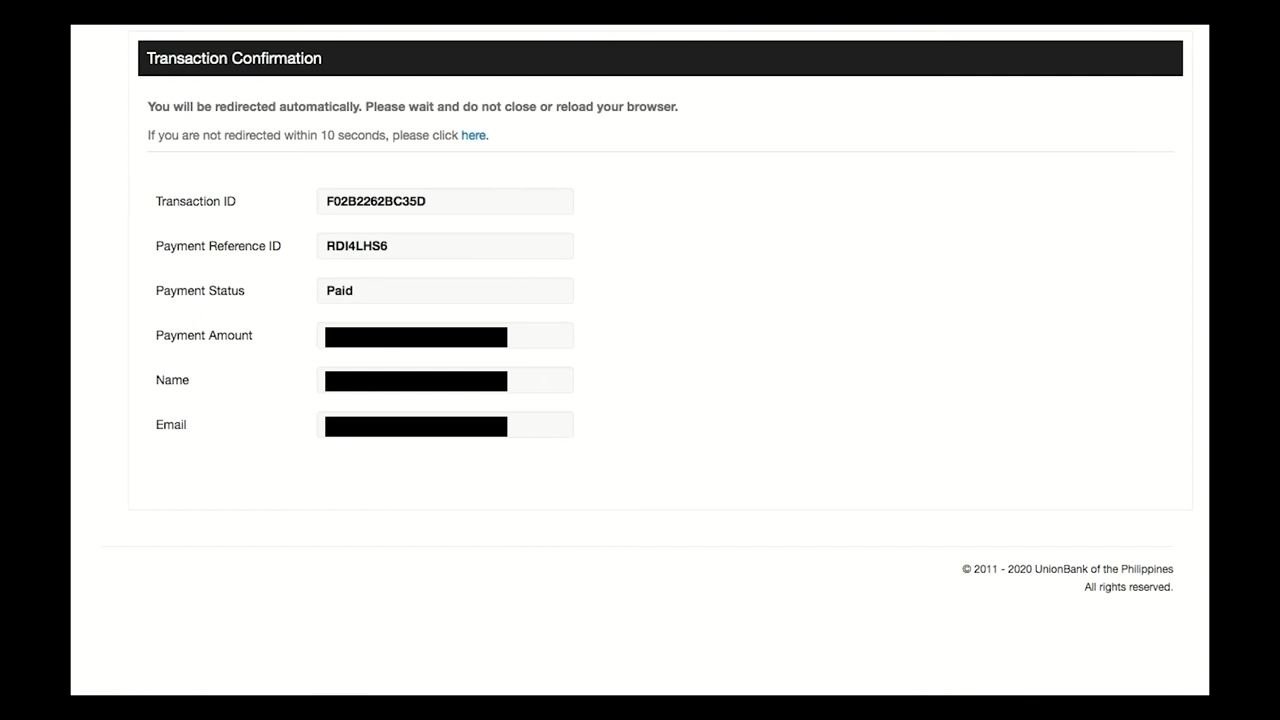 Transaction Confirmation
You will be redirected automatically. Please wait and do not close or reload your browser.
If you are not redirected within 10 seconds, please click here.
Transaction ID F02B2262BC35D
Payment Reference ID RDI4LHS6
Payment Status Paid
Payment Amount
Name
Email
© 2011 - 2020 UnionBank of the Philippines
All rights reserved.